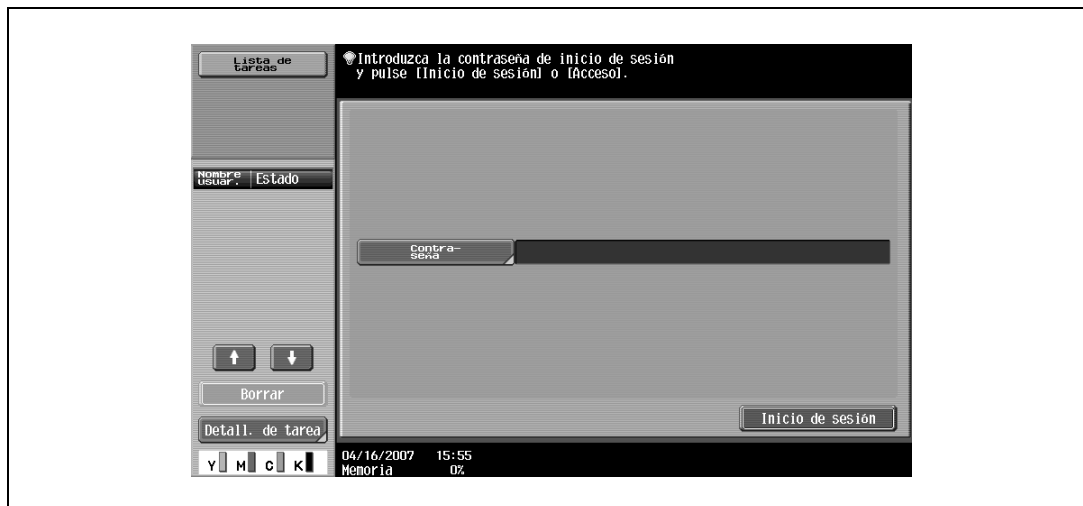 Lista de
tareas
Introduzca la contraseña de inicio de sesión
y pulse [Inicio de sesión] o [Acceso].
Nombre
usuar.
Estado
Contra-
seña
Borrar
Inicio de sesión
Detall. de tarea
Y M C K
04/16/2007 15:55
Memoria 0%